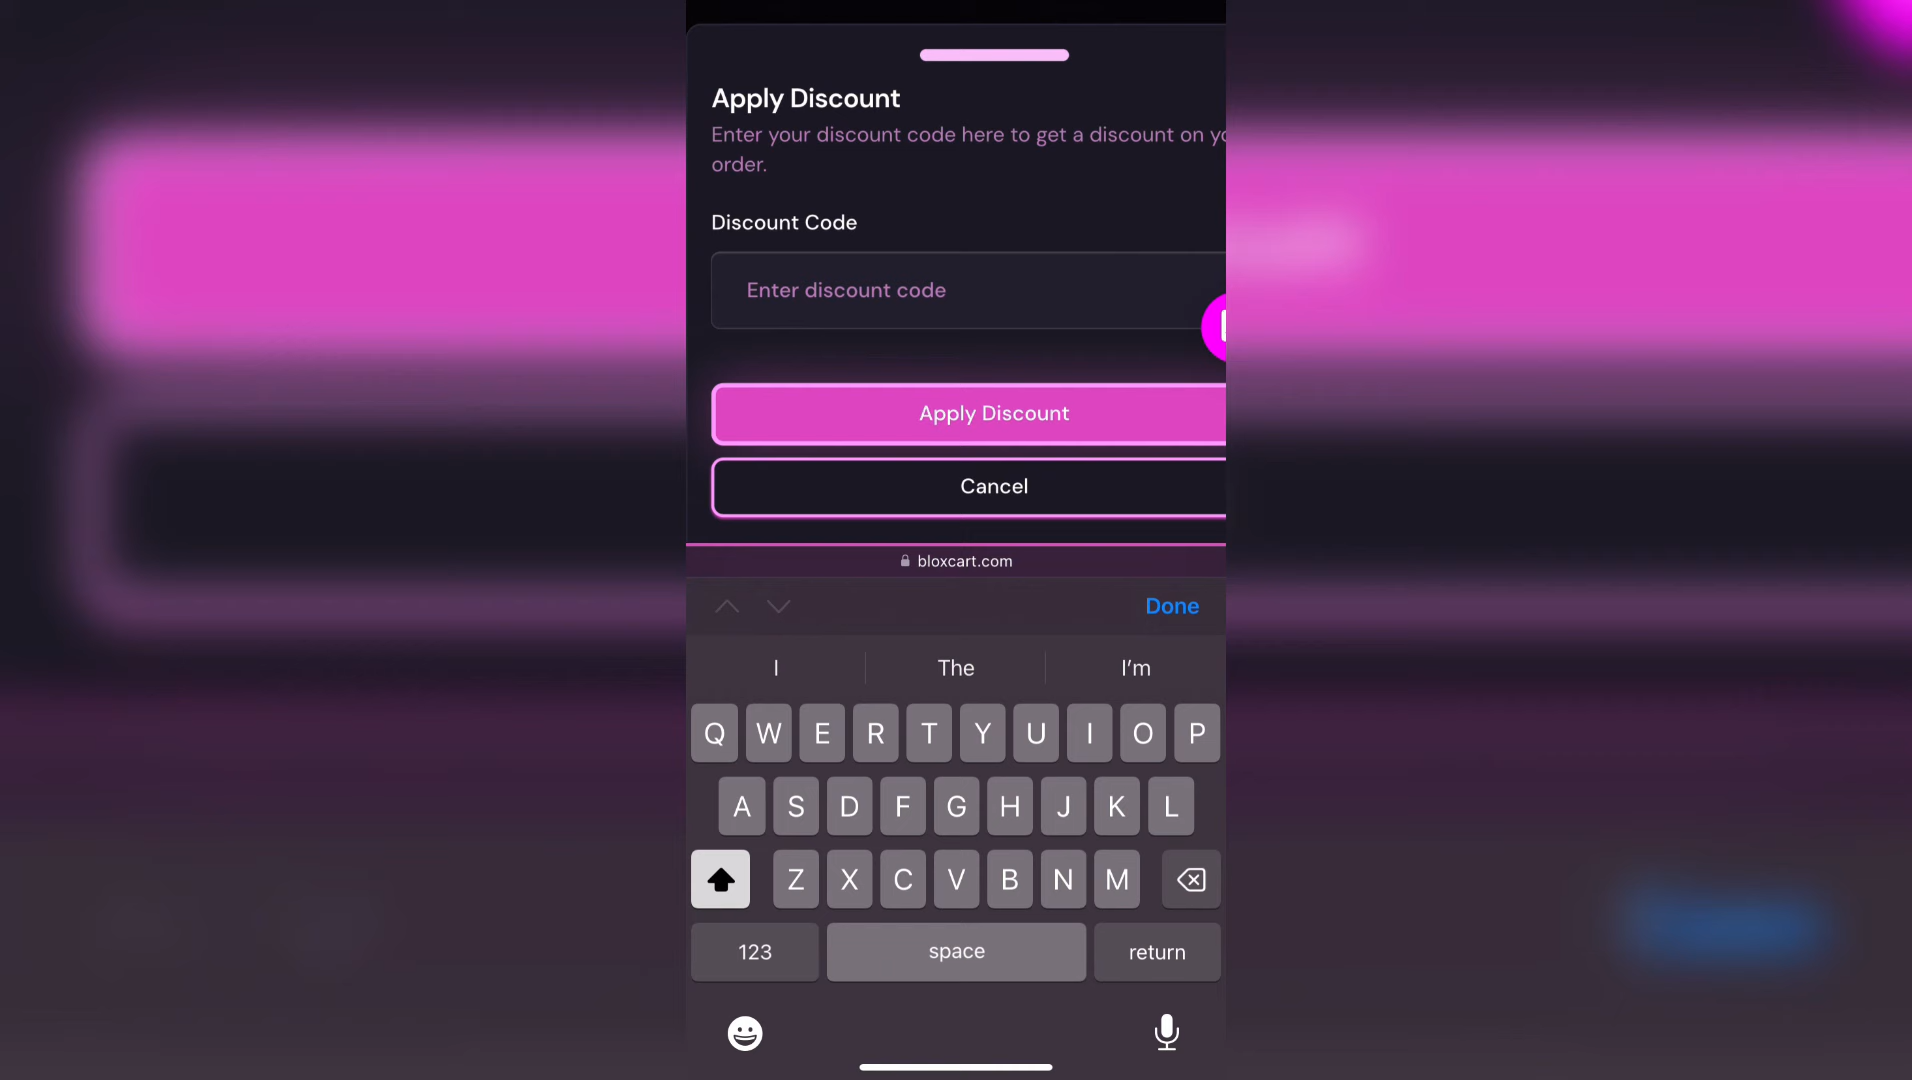 Apply Discount
Enter your discount code here to get a discount on yo
order.
Discount Code
Enter discount code
Apply Discount
Cancel
bloxcart.com
Done
I The I'm
Q W E R T Y U I O P
A S D F G H J K L
Z X C V B N M
123 space return